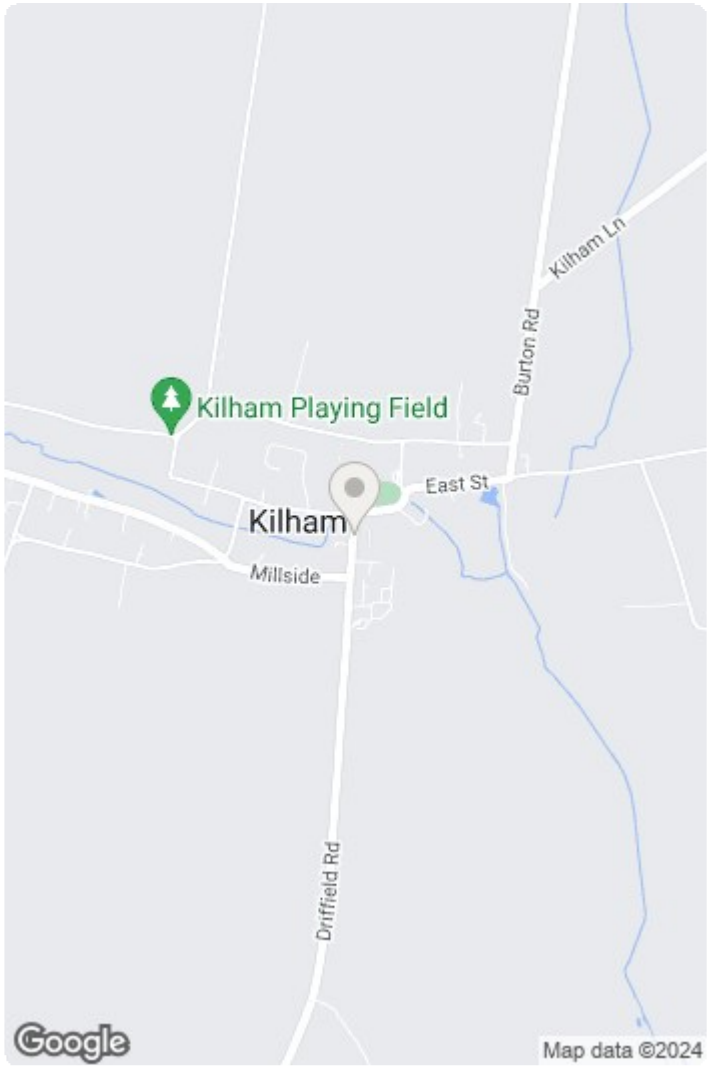 Kilham Ln
Burton Rd
Kilham Playing Field
East St
Kilham
Millside
Driffield Rd
Google
Map data ©2024